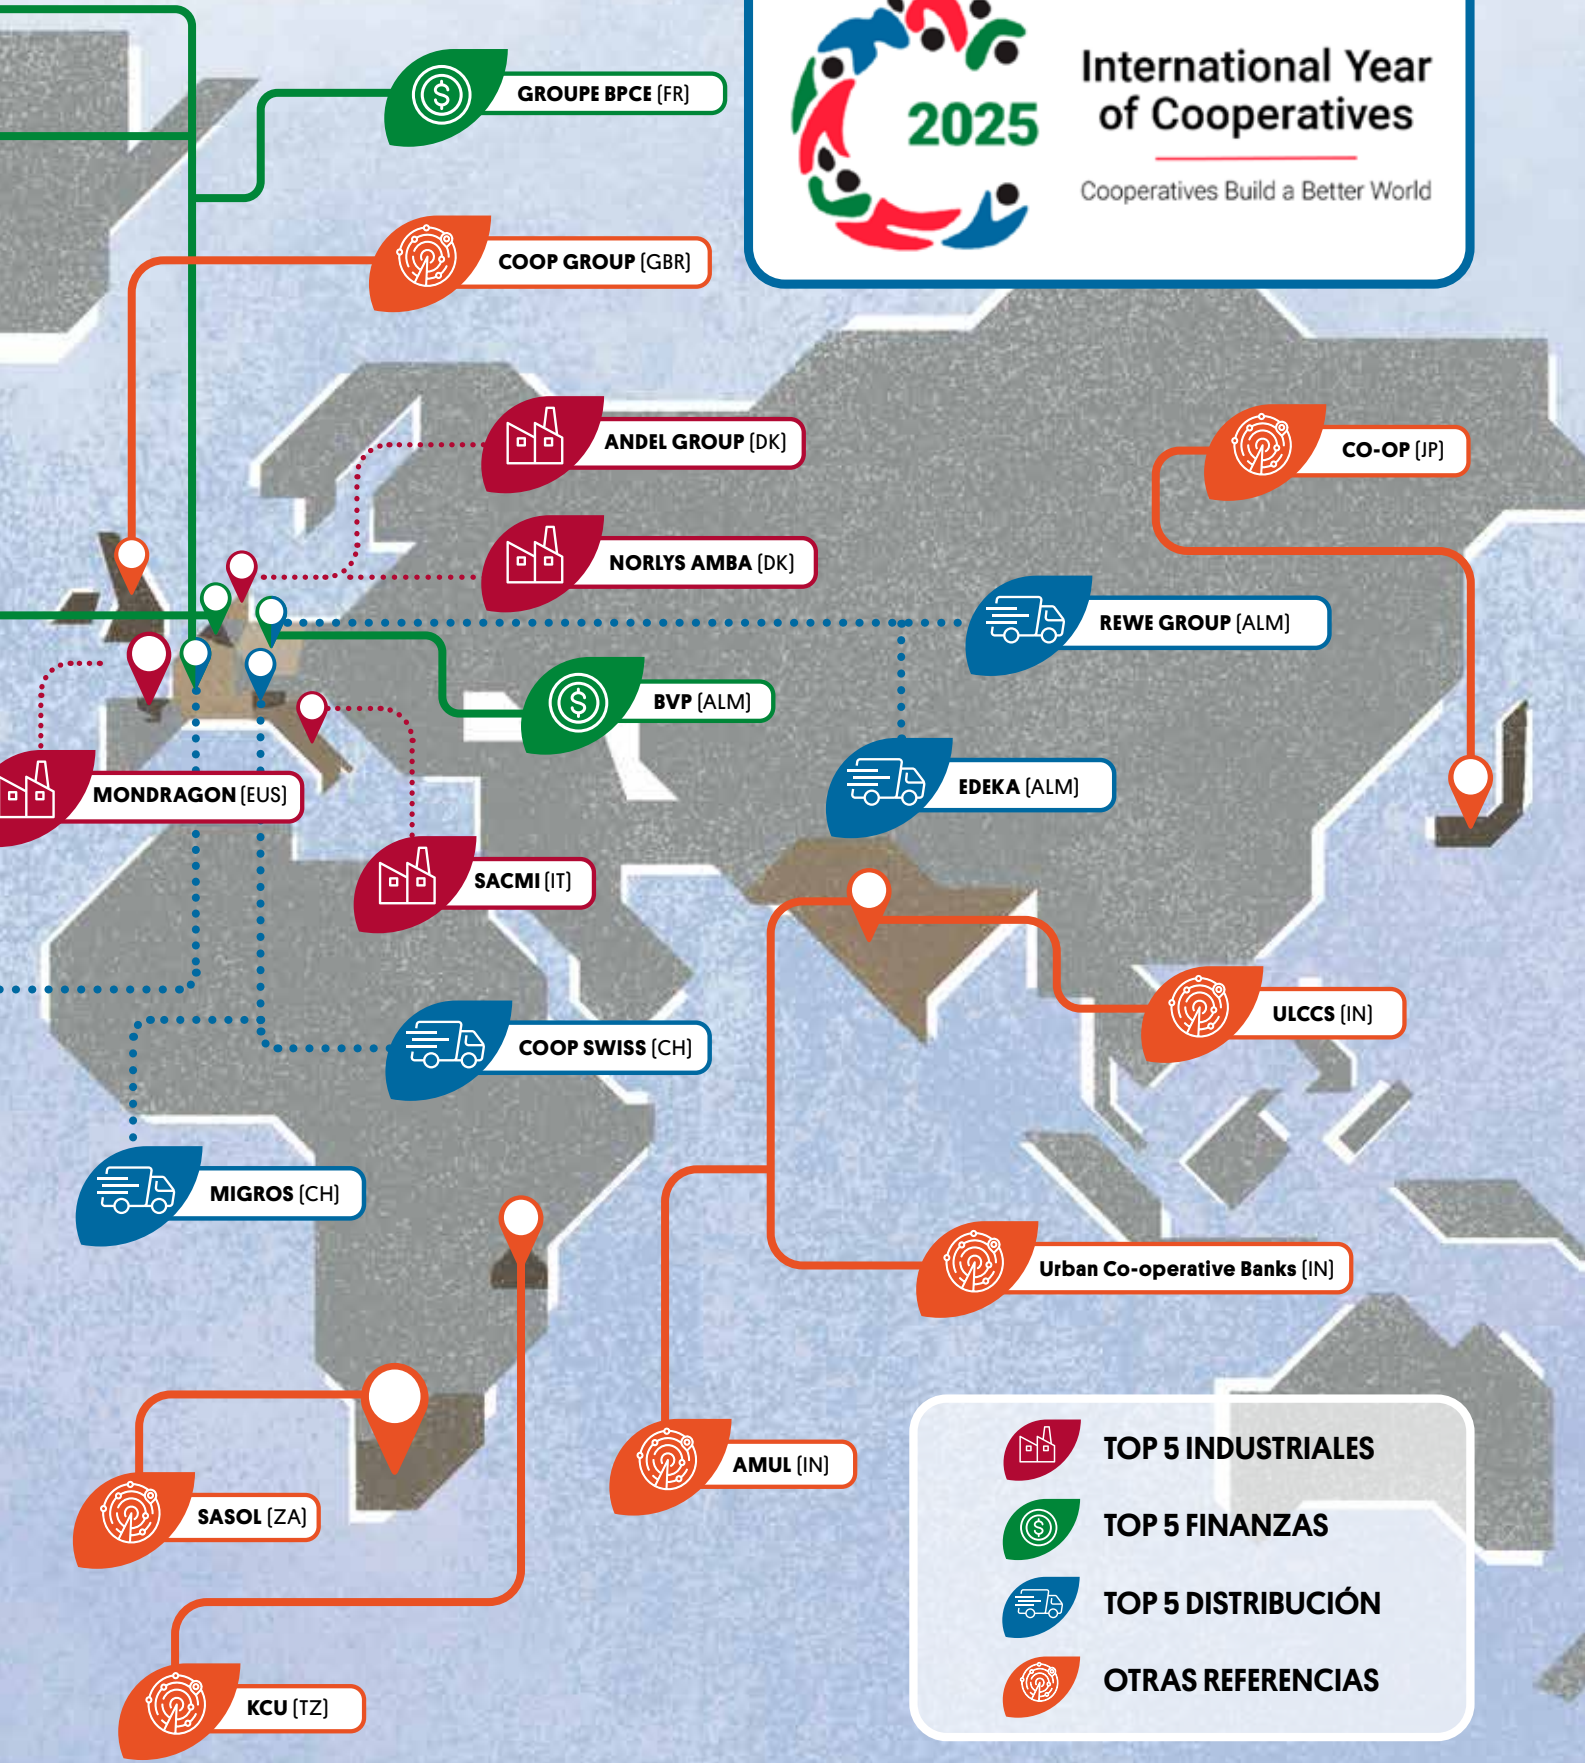 GROUPE BPCE (FR)
2025
International Year
of Cooperatives
Cooperatives Build a Better World
COOP GROUP (GBR)
ANDEL GROUP (DK)
CO-OP (JP)
NORLYS AMBA (DK)
REWE GROUP (ALM)
BVP (ALM)
EDEKA (ALM)
MONDRAGON (EUS)
SACMI (IT)
ULCCS (IN)
COOP SWISS (CH)
MIGROS (CH)
Urban Co-operative Banks (IN)
AMUL (IN)
SASOL (ZA)
KCU (TZ)
TOP 5 INDUSTRIALES
TOP 5 FINANZAS
TOP 5 DISTRIBUCIÓN
OTRAS REFERENCIAS